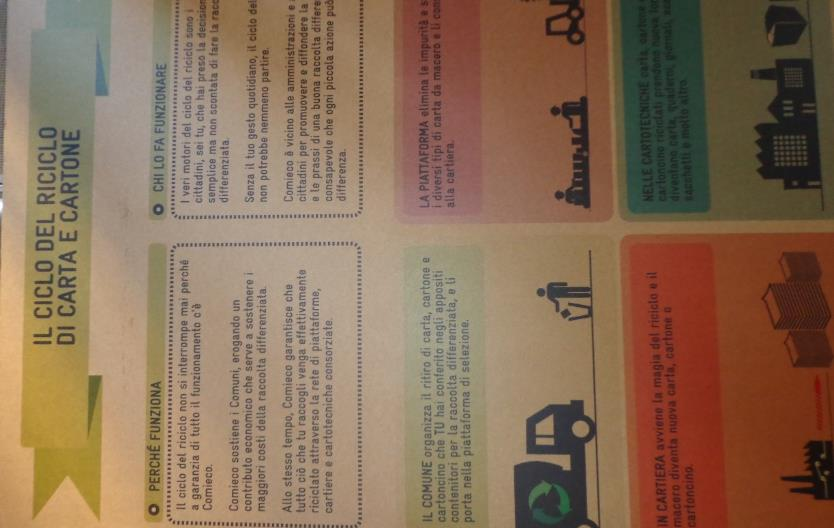 IL CICLO DEL RICICLO
DI CARTA E CARTONE
PERCHÉ FUNZIONA
Il ciclo del riciclo non si interrompe mai perché
a garanzia di tutto il funzionamento c'è
Comieco.
Comieco sostiene i Comuni, erogando un
contributo economico che serve a sostenere i
maggiori costi della raccolta differenziata.
Allo stesso tempo, Comieco garantisce che
tutto ciò che tu raccogli venga effettivamente
riciclato attraverso la rete di piattaforme,
cartiere e cartotecniche consorziate.
CHI LO FA FUNZIONARE
I veri motori del ciclo del riciclo sono i
cittadini, sei tu, che hai preso la decision
semplice ma non scontata di fare la racc
differenziata.
Senza il tuo gesto quotidiano, il ciclo del
non potrebbe nemmeno partire.
Comieco è vicino alle amministrazioni e
cittadini per promuovere e diffondere la
e le prassi di una buona raccolta differe
consapevole che ogni piccola azione può
differenza.
IL COMUNE organizza il ritiro di carta, cartone e
cartoncino che TU hai conferito negli appositi
contenitori per la raccolta differenziata, e li
porta nella piattaforma di selezione.
LA PIATTAFORMA elimina le impurità e s
i diversi tipi di carta da macero e li con
alla cartiera.
IN CARTIERA avviene la magia del riciclo e il
macero diventa nuova carta, cartone o
cartoncino.
NELLE CARTOTECNICHE carta, cartone
cartoncino riciclati prendono nuova for
diventano carta, quaderni, giornali, sca
sacchetti e molto altro.